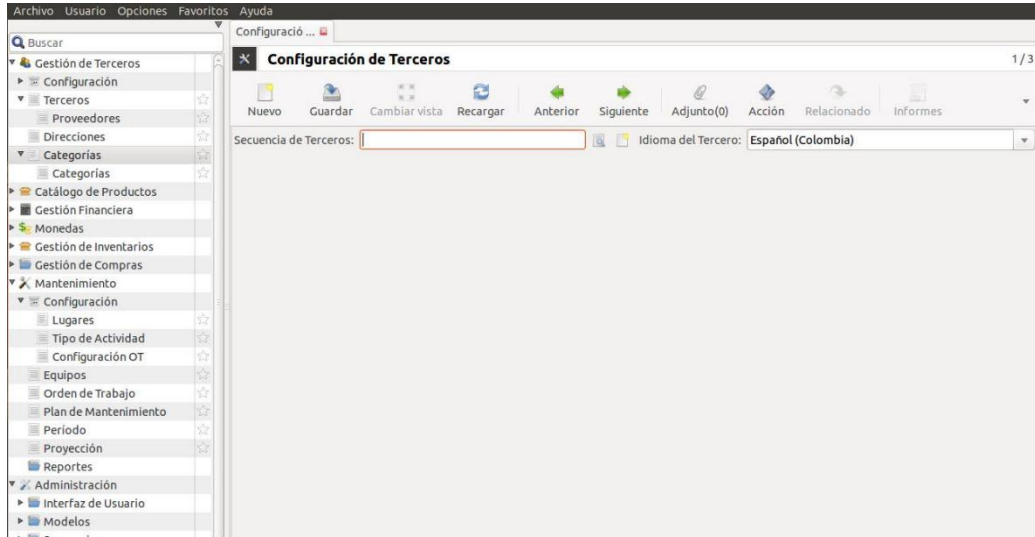 Archivo Usuario Opciones Favoritos Ayuda
Buscar
Gestión de Terceros
Configuración
Terceros
Proveedores
Direcciones
Categorías
Categorías
Catálogo de Productos
Gestión Financiera
Monedas
Gestión de Inventarios
Gestión de Compras
Mantenimiento
Configuración
Lugares
Tipo de Actividad
Configuración OT
Equipos
Orden de Trabajo
Plan de Mantenimiento
Período
Proyección
Reportes
Administración
Interfaz de Usuario
Modelos
Configuració ...
Configuración de Terceros 1/3
Nuevo Guardar Cambiar vista Recargar Anterior Siguiente Adjunto(0) Acción Relacionado Informes
Secuencia de Terceros: Idioma del Tercero: Español (Colombia)